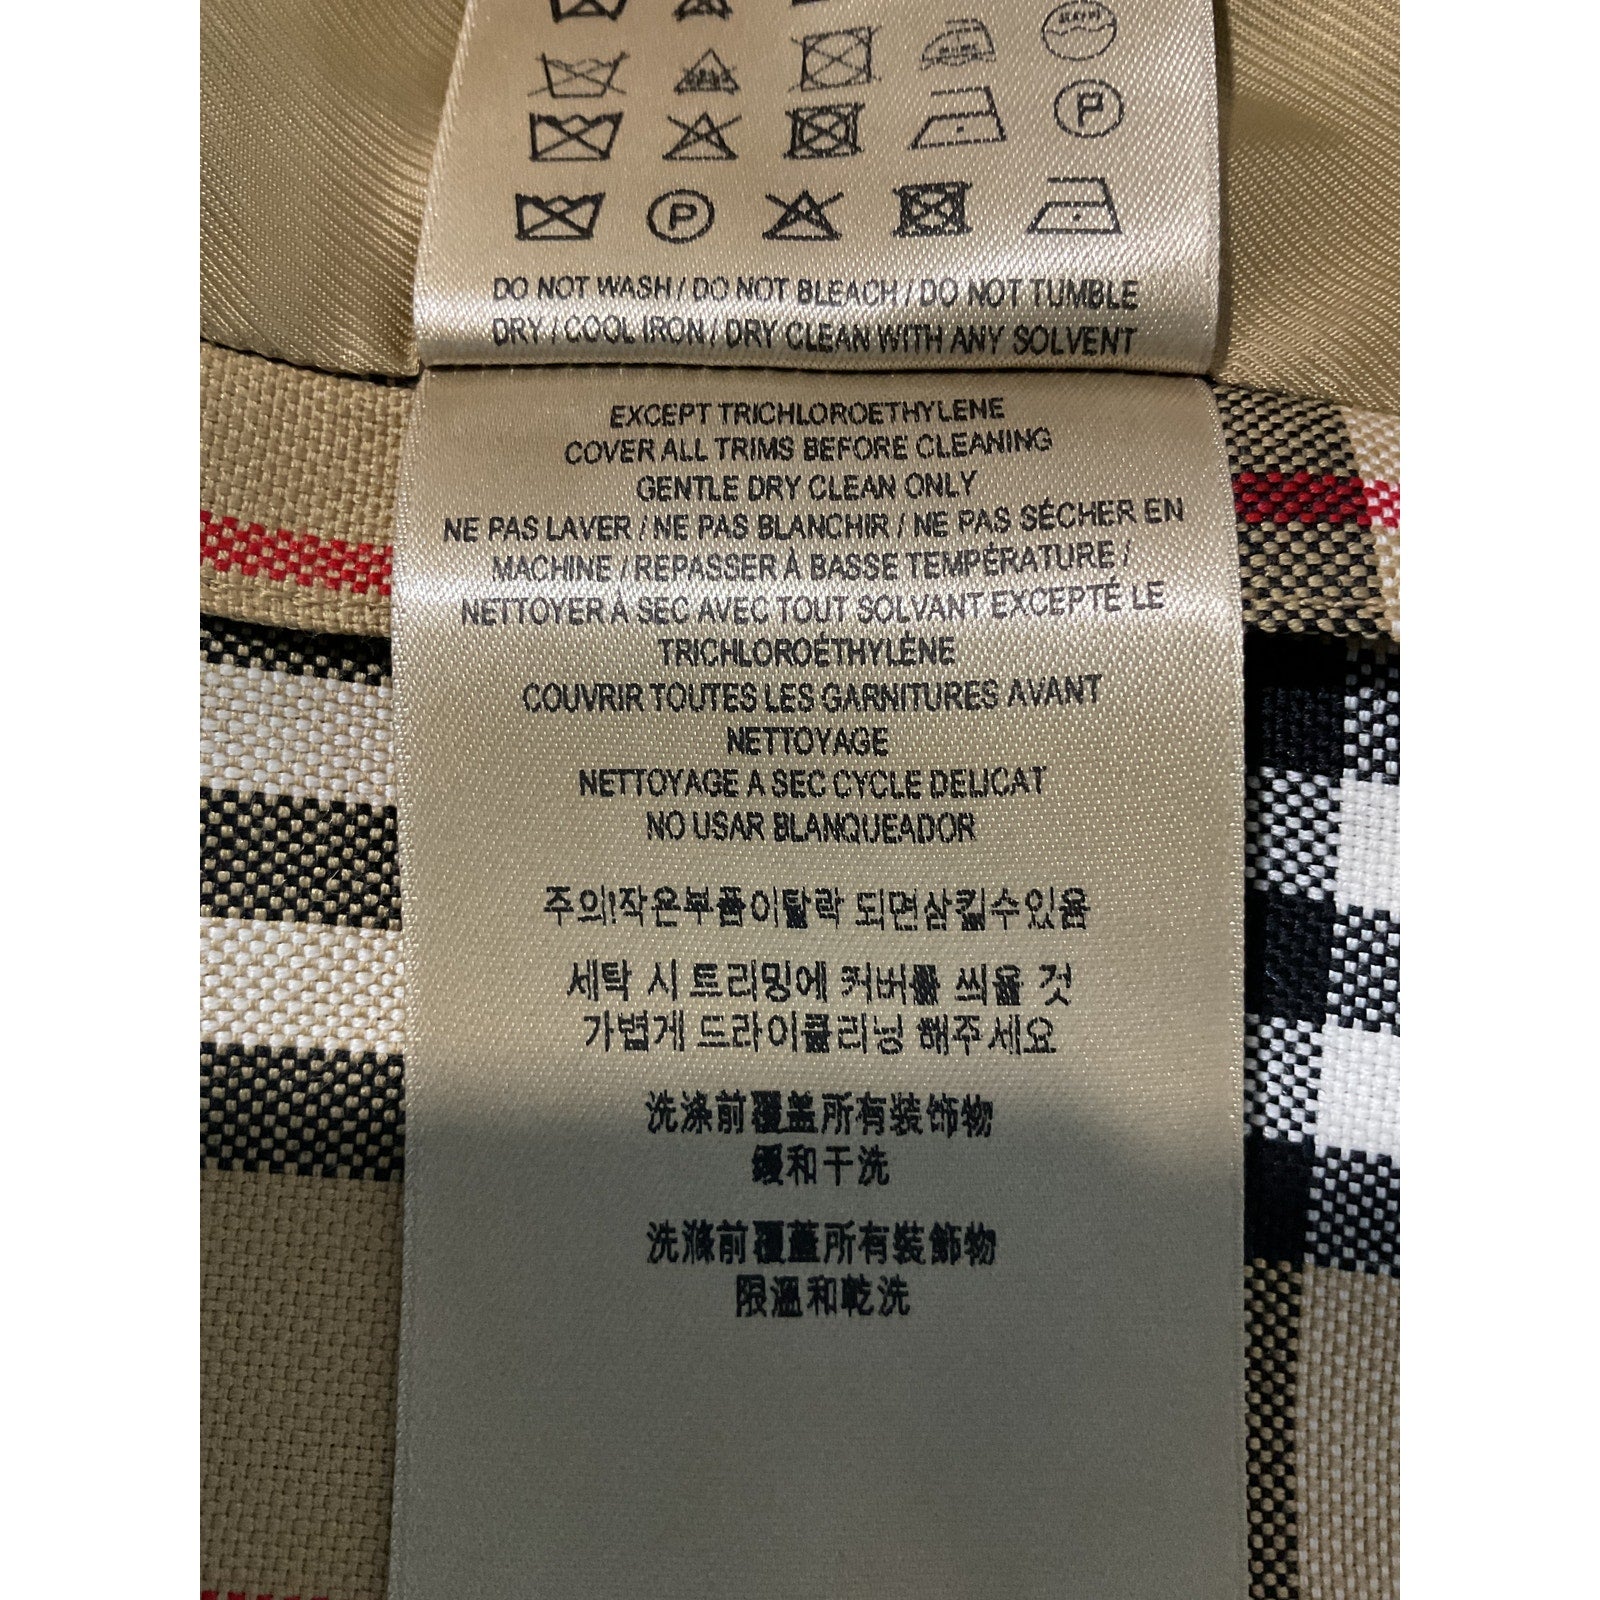 P
P
DO NOT WASH / DO NOT BLEACH / DO NOT TUMBLE
DRY / COOL IRON / DRY CLEAN WITH ANY SOLVENT
EXCEPT TRICHLOROETHYLENE
COVER ALL TRIMS BEFORE CLEANING
GENTLE DRY CLEAN ONLY
NE PAS LAVER / NE PAS BLANCHIR / NE PAS SÉCHER EN
MACHINE / REPASSER À BASSE TEMPÉRATURE /
NETTOYER À SEC AVEC TOUT SOLVANT EXCEPTÉ LE
TRICHLOROÉTHYLÉNE
COUVRIR TOUTES LES GARNITURES AVANT
NETTOYAGE
NETTOYAGE A SEC CYCLE DELICAT
NO USAR BLANQUEADOR
주의!작은부품이탈락 되면삼킬수있음
세탁 시 트리밍에 커버를 씌울 것
가볍게 드라이클리닝 해주세요
洗涤前覆盖所有装饰物
缓和干洗
洗滌前覆蓋所有裝飾物
限溫和乾洗